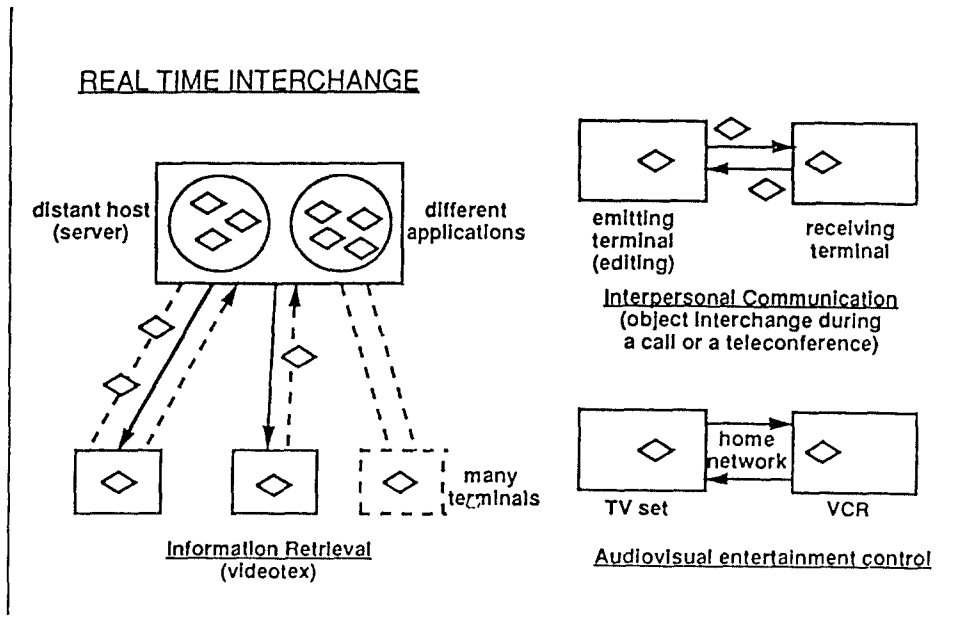 REAL TIME INTERCHANGE
distant host
(server)
different
applications
many
terminals
Information Retrieval
(videotex)
emitting
terminal
(editing)
receiving
terminal
Interpersonal Communication
(object Interchange during
a call or a teleconference)
home
network
TV set
VCR
Audiovisual entertainment control